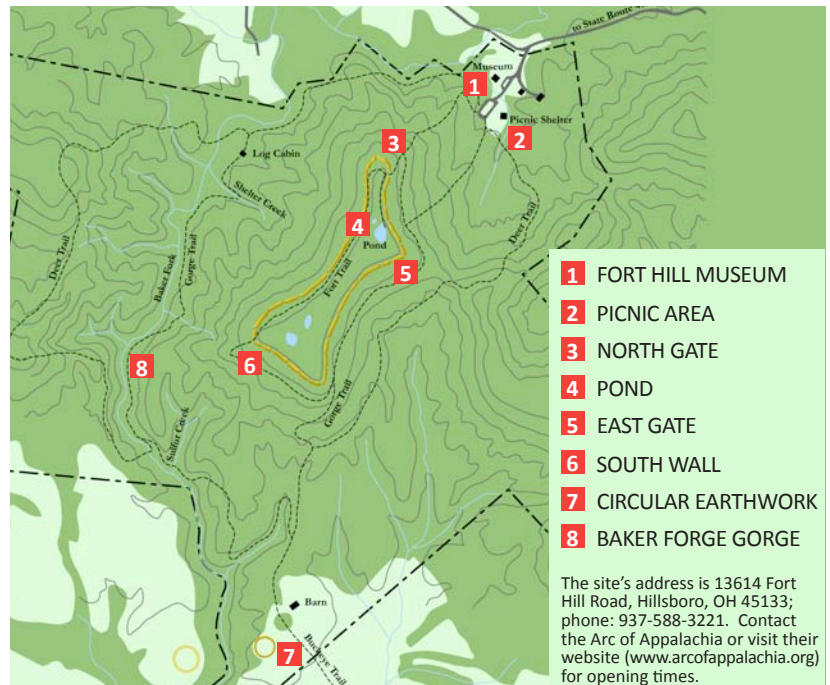 to State Route
Museum
1
Picnic Shelter
2
3
Log Cabin
Shelter Creek
4
Pond
Deer Trail
Deer Trail
Baker Fork
Gorge Trail
Fort Trail
5
6
8
Gorge Trail
Sulfur Creek
Barn
Buckeye Trail
7
1 FORT HILL MUSEUM
2 PICNIC AREA
3 NORTH GATE
4 POND
5 EAST GATE
6 SOUTH WALL
7 CIRCULAR EARTHWORK
8 BAKER FORGE GORGE
The site's address is 13614 Fort
Hill Road, Hillsboro, OH 45133;
phone: 937-588-3221. Contact
the Arc of Appalachia or visit their
website (www.arcofappalachia.org)
for opening times.